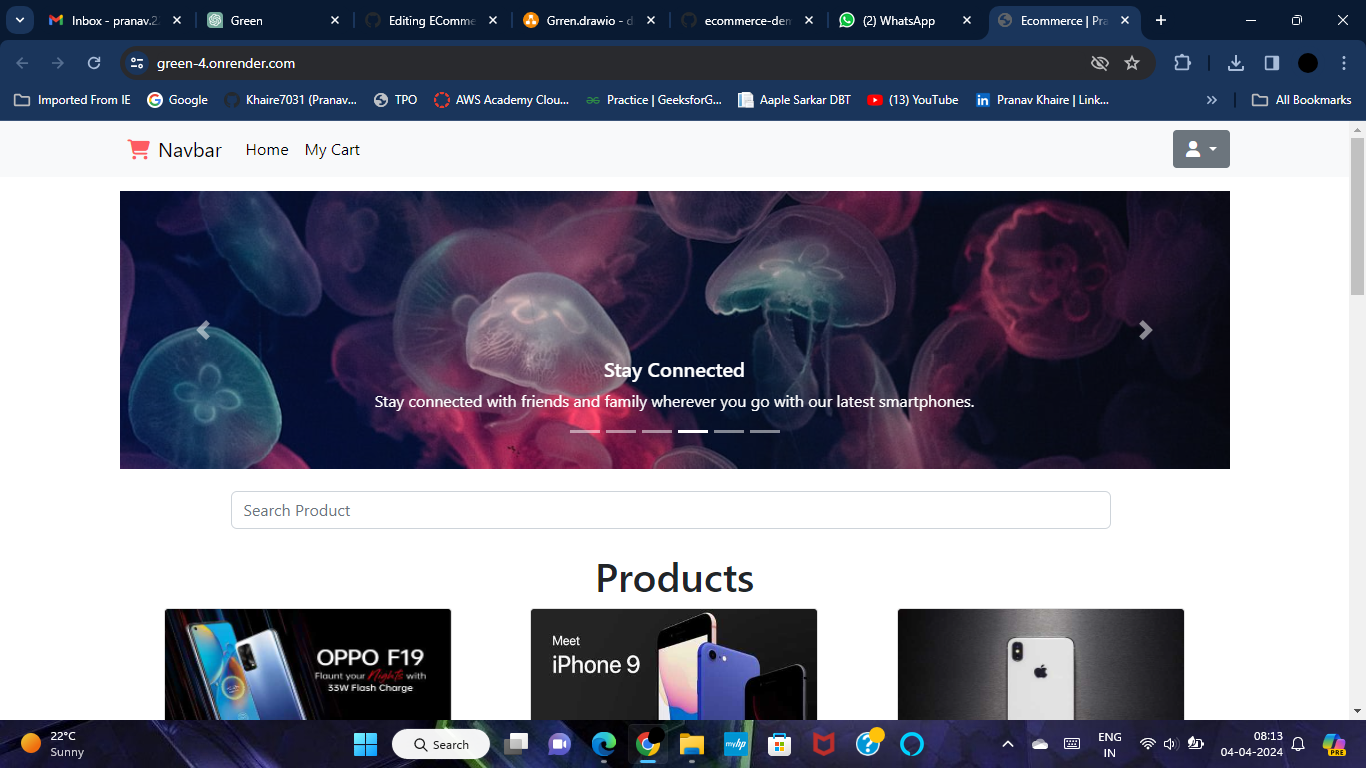 Inbox - pranav.2
Green
Editing EComme
Grren.drawio - d
ecommerce-dem
(2) WhatsApp
Ecommerce | Pra
green-4.onrender.com
Imported From IE
Google
Khaire7031 (Pranav...
TPO
AWS Academy Clou...
Practice | GeeksforG...
Aaple Sarkar DBT
(13) YouTube
Pranav Khaire | Link...
All Bookmarks
Navbar
Home
My Cart
Stay Connected
Stay connected with friends and family wherever you go with our latest smartphones.
Search Product
Products
OPPO F19
Flaunt your Nights with
33W Flash Charge
Meet
iPhone 9
22°C
Sunny
Search
myhp
ENG
IN
08:13
04-04-2024
PRE